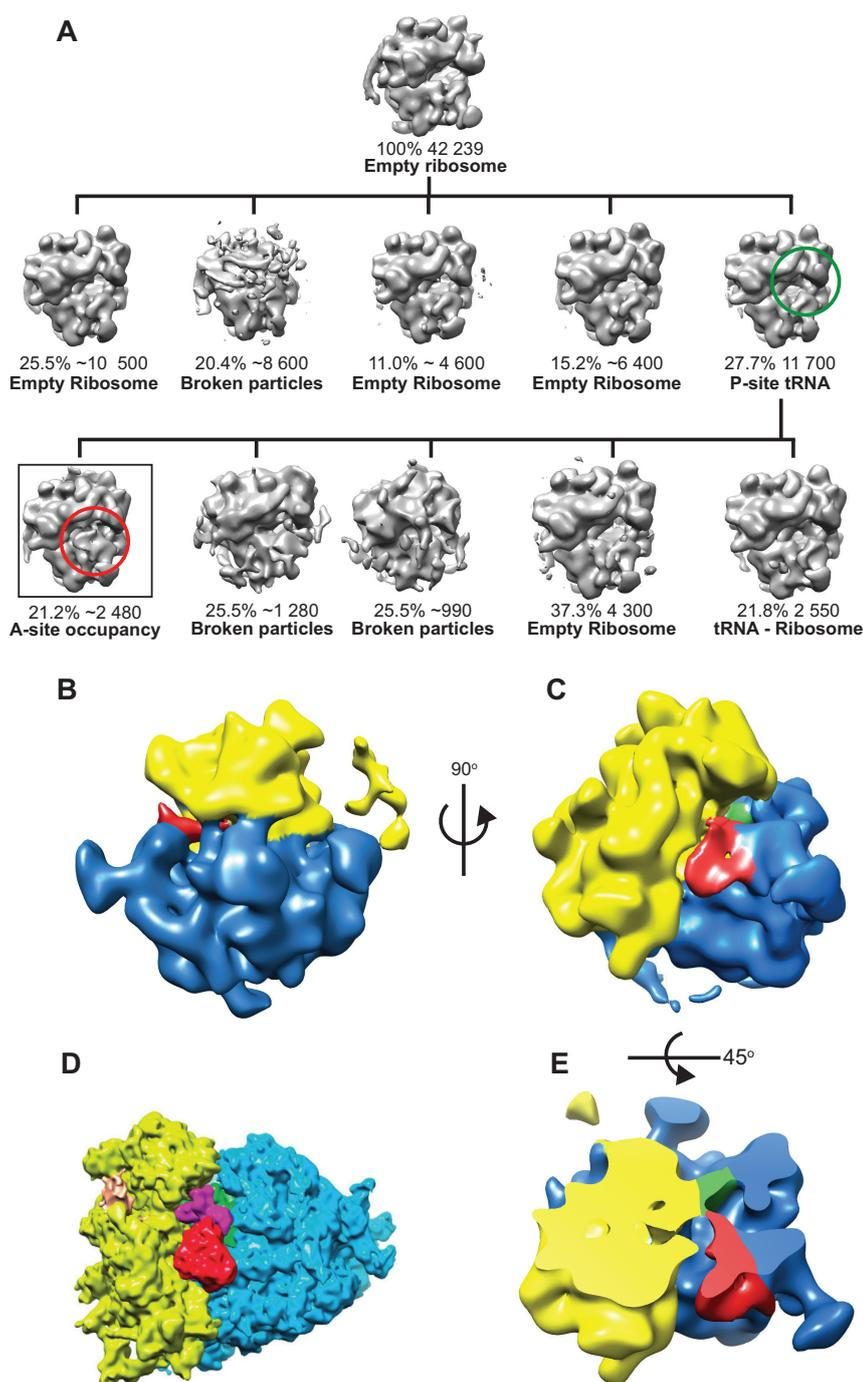 A
100% 42 239
Empty ribosome
25.5% ~10 500
Empty Ribosome
20.4% ~8 600
Broken particles
11.0% ~ 4 600
Empty Ribosome
15.2% ~6 400
Empty Ribosome
27.7% 11 700
P-site tRNA
21.2% ~2 480
A-site occupancy
25.5% ~1 280
Broken particles
25.5% ~990
Broken particles
37.3% 4 300
Empty Ribosome
21.8% 2 550
tRNA - Ribosome
B
C
90°
D
E
45°